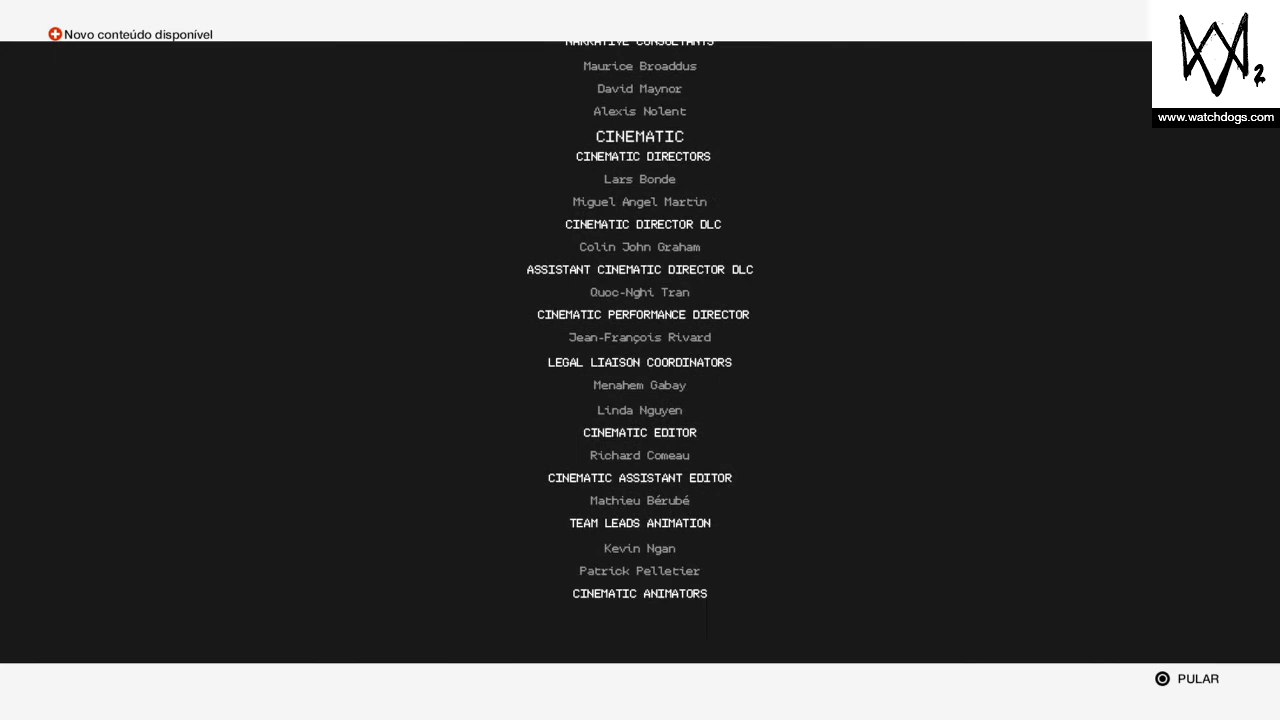 Novo conteúdo disponível
NARRATIVE CONSULTANTS
Maurice Broaddus
David Maynor
Alexis Nolent
CINEMATIC
CINEMATIC DIRECTORS
Lars Bonde
Miguel Angel Martin
CINEMATIC DIRECTOR DLC
Colin John Graham
ASSISTANT CINEMATIC DIRECTOR DLC
Quoc-Nghi Tran
CINEMATIC PERFORMANCE DIRECTOR
Jean-François Rivard
LEGAL LIAISON COORDINATORS
Menahem Gabay
Linda Nguyen
CINEMATIC EDITOR
Richard Comeau
CINEMATIC ASSISTANT EDITOR
Mathieu Bérubé
TEAM LEADS ANIMATION
Kevin Ngan
Patrick Pelletier
CINEMATIC ANIMATORS
2
www.watchdogs.com
PULAR